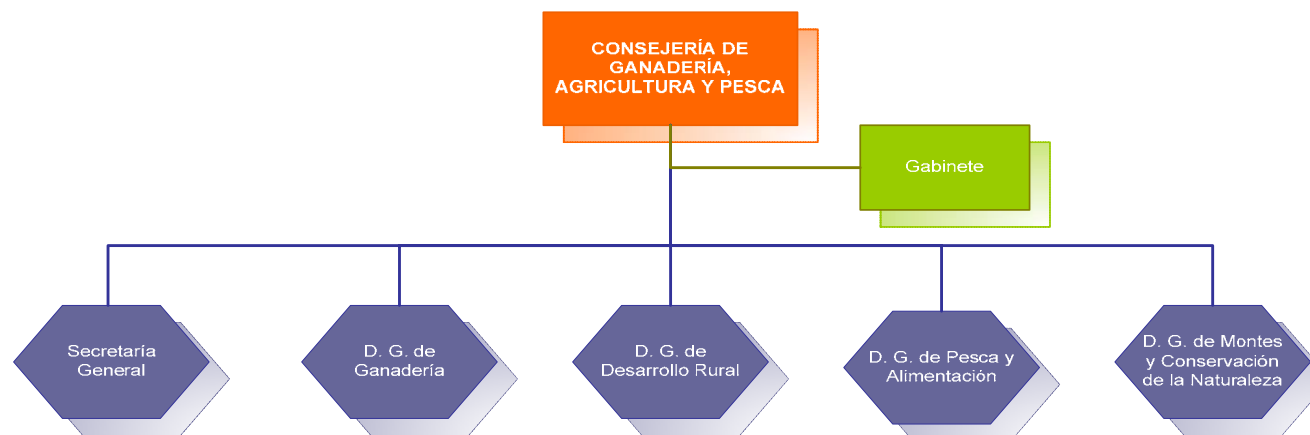 CONSEJERÍA DE
GANADERÍA,
AGRICULTURA Y PESCA
Gabinete
Secretaría
General
D. G. de
Ganadería
D. G. de
Desarrollo Rural
D. G. de Pesca y
Alimentación
D. G. de Montes
y Conservación
de la Naturaleza